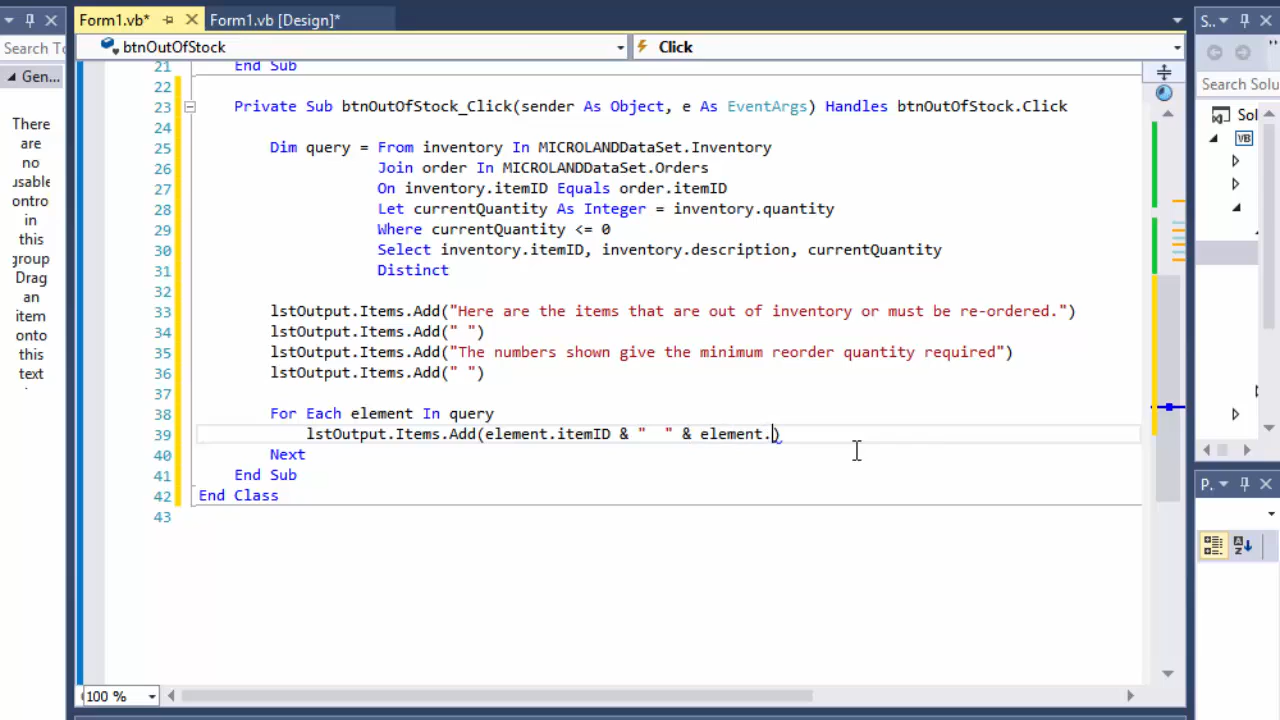 Form1.vb*
Form1.vb [Design]*
S..
Search To
btnOutOfStock
Click
Gen...
Search Solu
There
are
no
usable
ontro
in
this
group
Drag
an
item
onto
this
text
21 End Sub
22
23 Private Sub btnOutOfStock_Click(sender As Object, e As EventArgs) Handles btnOutOfStock.Click
24
25 Dim query = From inventory In MICROLANDDataSet.Inventory
26 Join order In MICROLANDDataSet.Orders
27 On inventory.itemID Equals order.itemID
28 Let currentQuantity As Integer = inventory.quantity
29 Where currentQuantity <= 0
30 Select inventory.itemID, inventory.description, currentQuantity
31 Distinct
32
33 lstOutput.Items.Add("Here are the items that are out of inventory or must be re-ordered.")
34 lstOutput.Items.Add(" ")
35 lstOutput.Items.Add("The numbers shown give the minimum reorder quantity required")
36 lstOutput.Items.Add(" ")
37
38 For Each element In query
39 lstOutput.Items.Add(element.itemID & "  " & element.)
40 Next
41 End Sub
42 End Class
43
Sol
VB
P.
A
Z
100 %